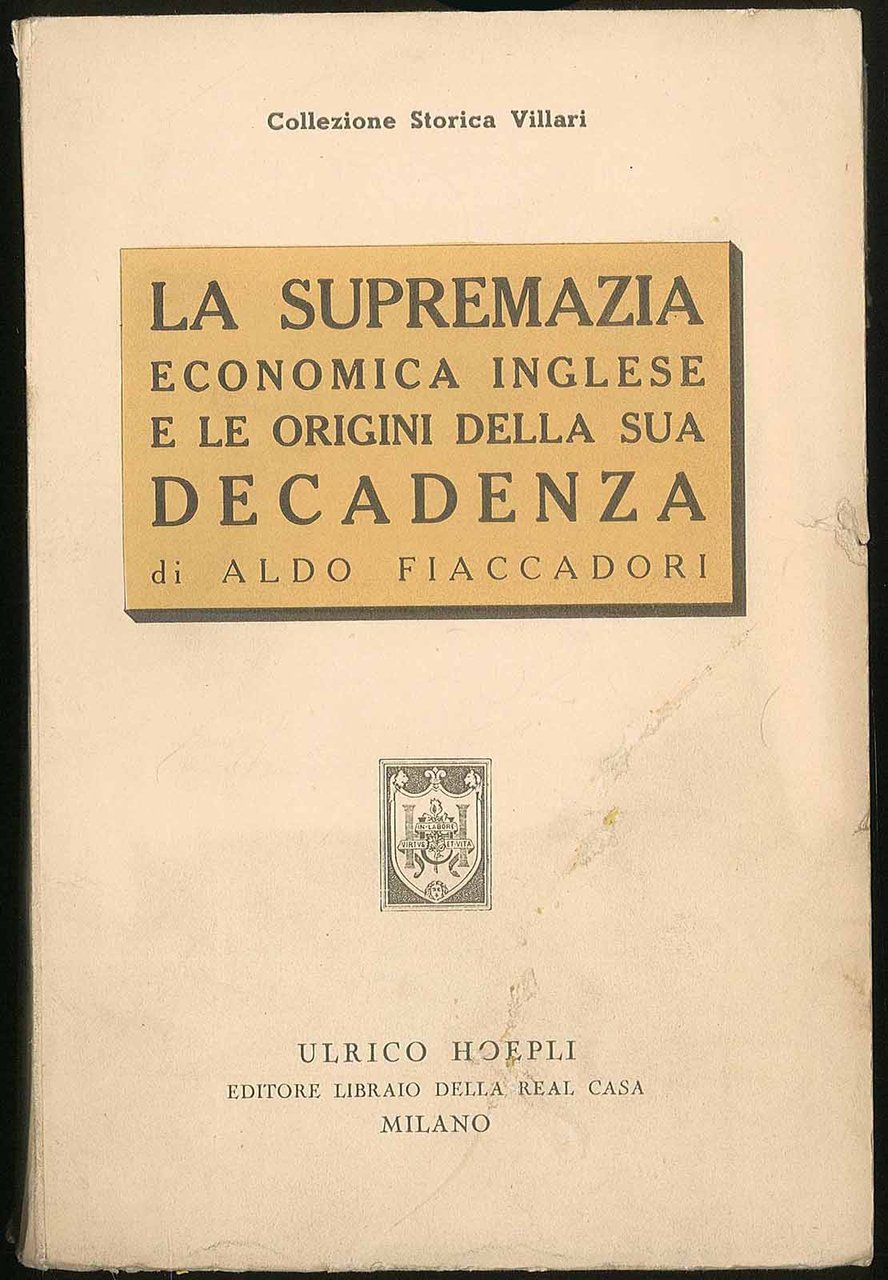 Collezione Storica Villari
LA SUPREMAZIA
ECONOMICA INGLESE
E LE ORIGINI DELLA SUA
DECADENZA
di ALDO FIACCADORI
IN·LABORE
VIRTVS ET·VITA
ULRICO HOEPLI
EDITORE LIBRAIO DELLA REAL CASA
MILANO